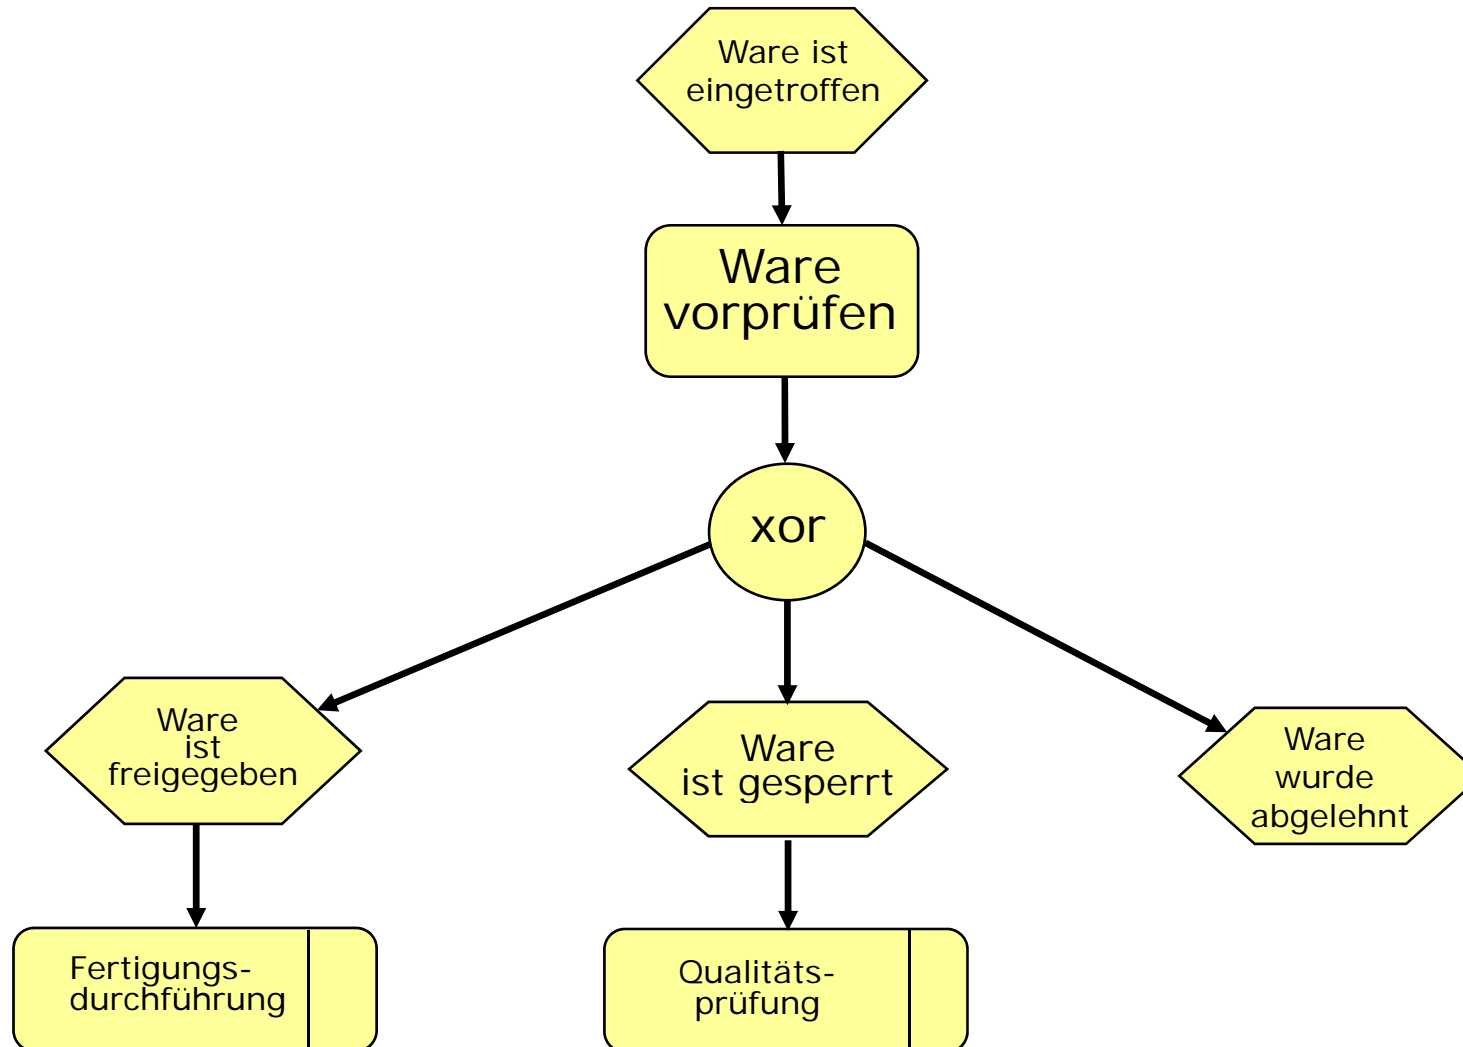 Ware ist
eingetroffen
Ware
vorprüfen
xor
Ware
ist
freigegeben
Ware
ist gesperrt
Ware
wurde
abgelehnt
Fertigungs-
durchführung
Qualitäts-
prüfung